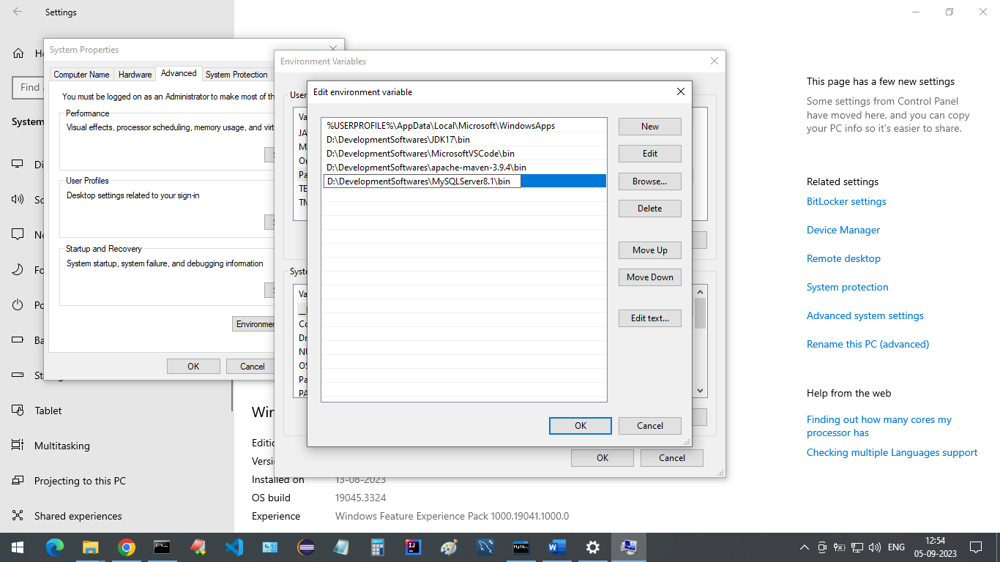 Settings
System Properties
Computer Name
Hardware
Advanced
System Protection
You must be logged on as an Administrator to make most of th
Performance
Visual effects, processor scheduling, memory usage, and virt
User Profiles
Desktop settings related to your sign-in
Startup and Recovery
System startup, system failure, and debugging information
Environmer
OK
Cancel
Environment Variables
User
Va
JA
M
On
Pa
TE
TM
Syste
Va
Co
Dr
NU
OS
Pa
PA
OK
Cancel
Edit environment variable
%USERPROFILE%\AppData\Local\Microsoft\WindowsApps
D:\DevelopmentSoftwares\JDK17\bin
D:\DevelopmentSoftwares\MicrosoftVSCode\bin
D:\DevelopmentSoftwares\apache-maven-3.9.4\bin
D:\DevelopmentSoftwares\MySQLServer8.1\bin
New
Edit
Browse...
Delete
Move Up
Move Down
Edit text...
OK
Cancel
Ho
Find a
System
Di
So
No
Fo
Po
Ba
Tablet
Multitasking
Projecting to this PC
Shared experiences
Win
Editio
Versi
Installed on
13-08-2023
OS build
19045.3324
Experience
Windows Feature Experience Pack 1000.19041.1000.0
This page has a few new settings
Some settings from Control Panel
have moved here, and you can copy
your PC info so it's easier to share.
Related settings
BitLocker settings
Device Manager
Remote desktop
System protection
Advanced system settings
Rename this PC (advanced)
Help from the web
Finding out how many cores my
processor has
Checking multiple Languages support
ENG
12:54
05-09-2023